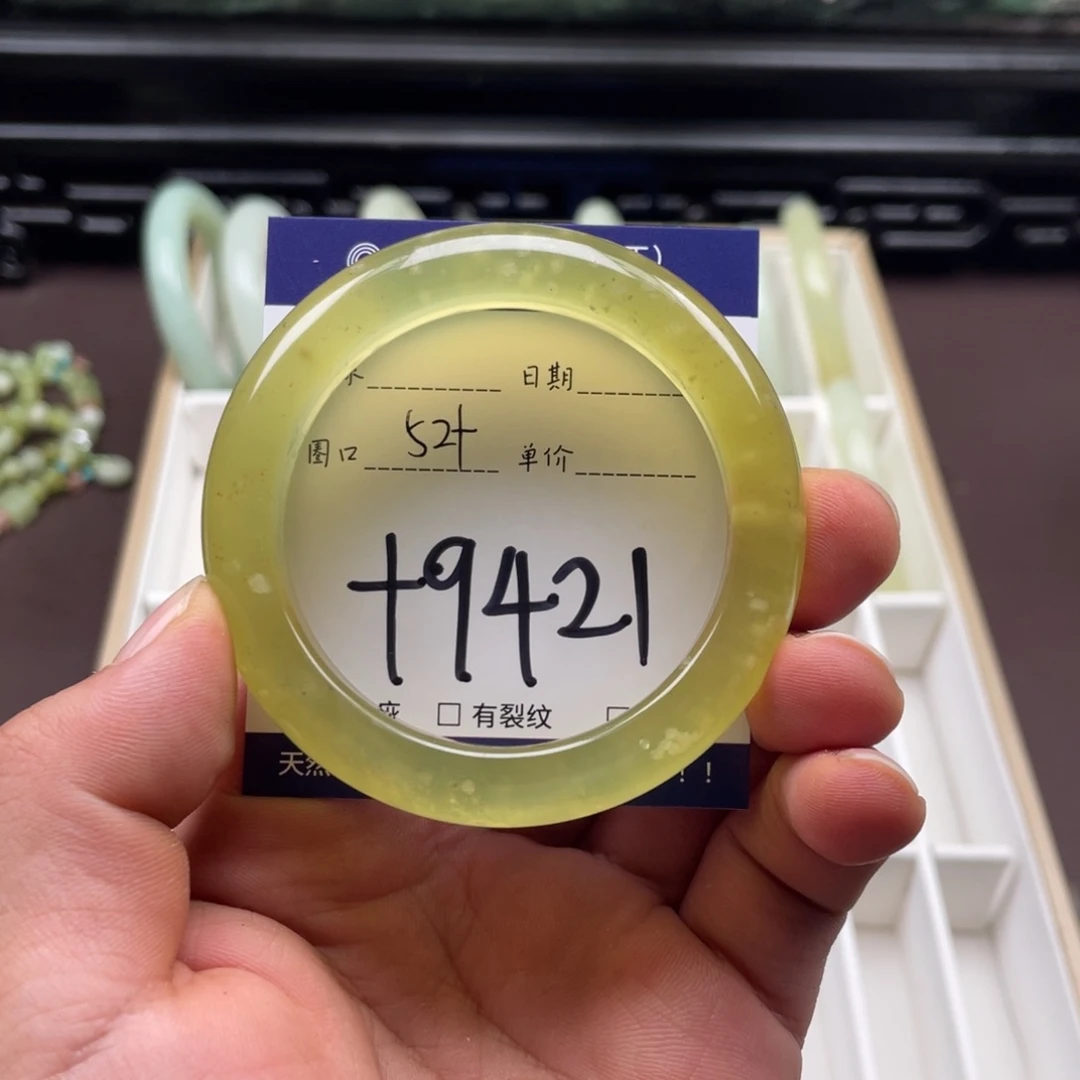 日期
圈口 52+ 单价
+9421
有裂纹
天然 ！！